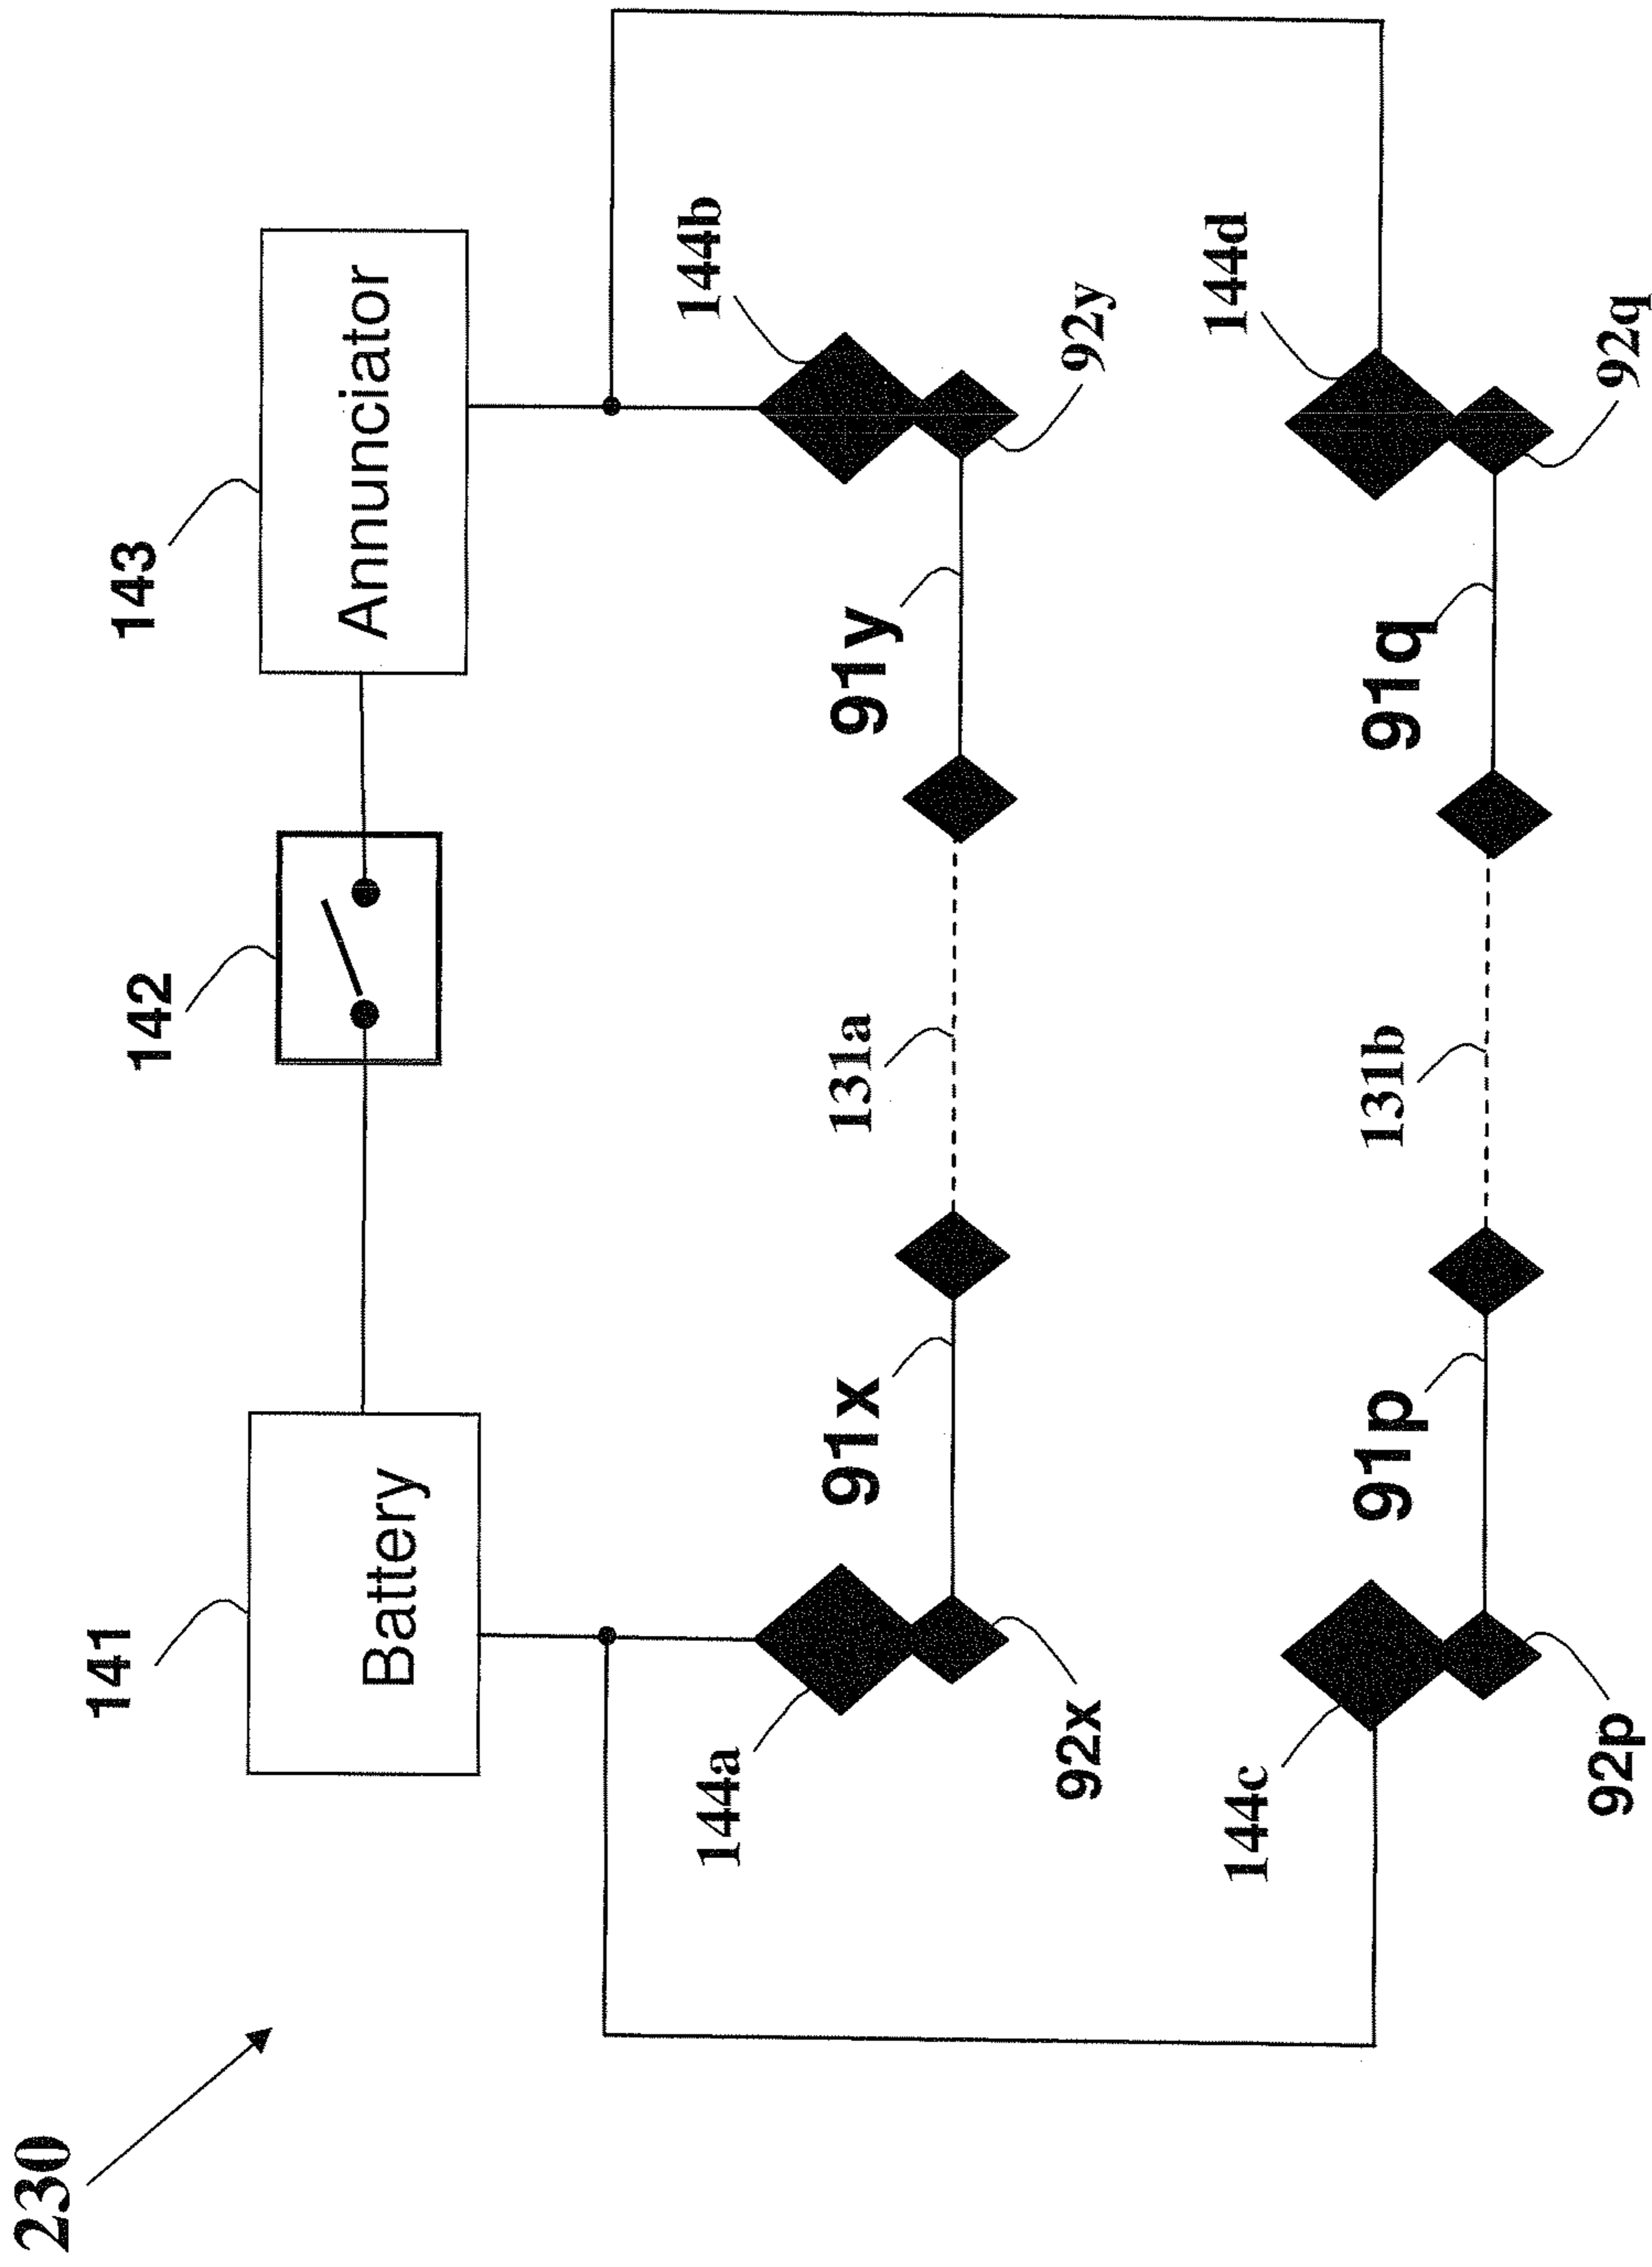 230
141
142
143
Battery
Annunciator
144a
144b
92x
91x
131a
91y
92y
144c
144d
92p
91p
131b
91q
92q